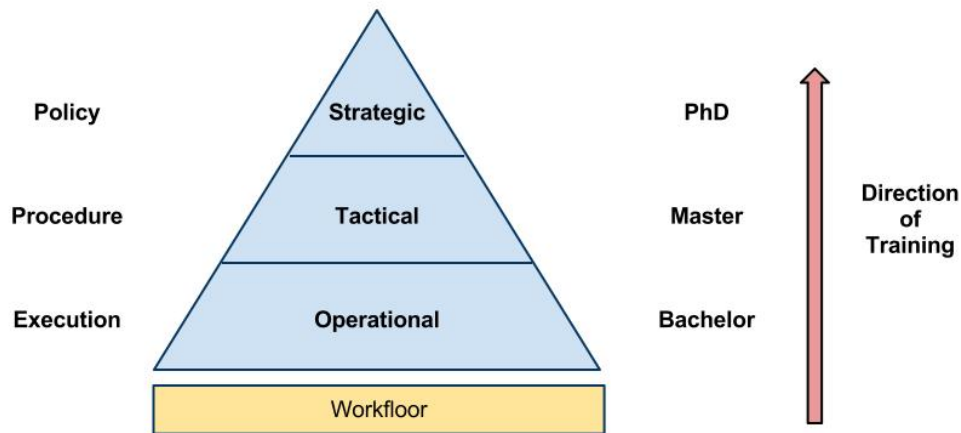 Policy
Strategic
PhD
Procedure
Tactical
Master
Direction
of
Training
Execution
Operational
Bachelor
Workfloor